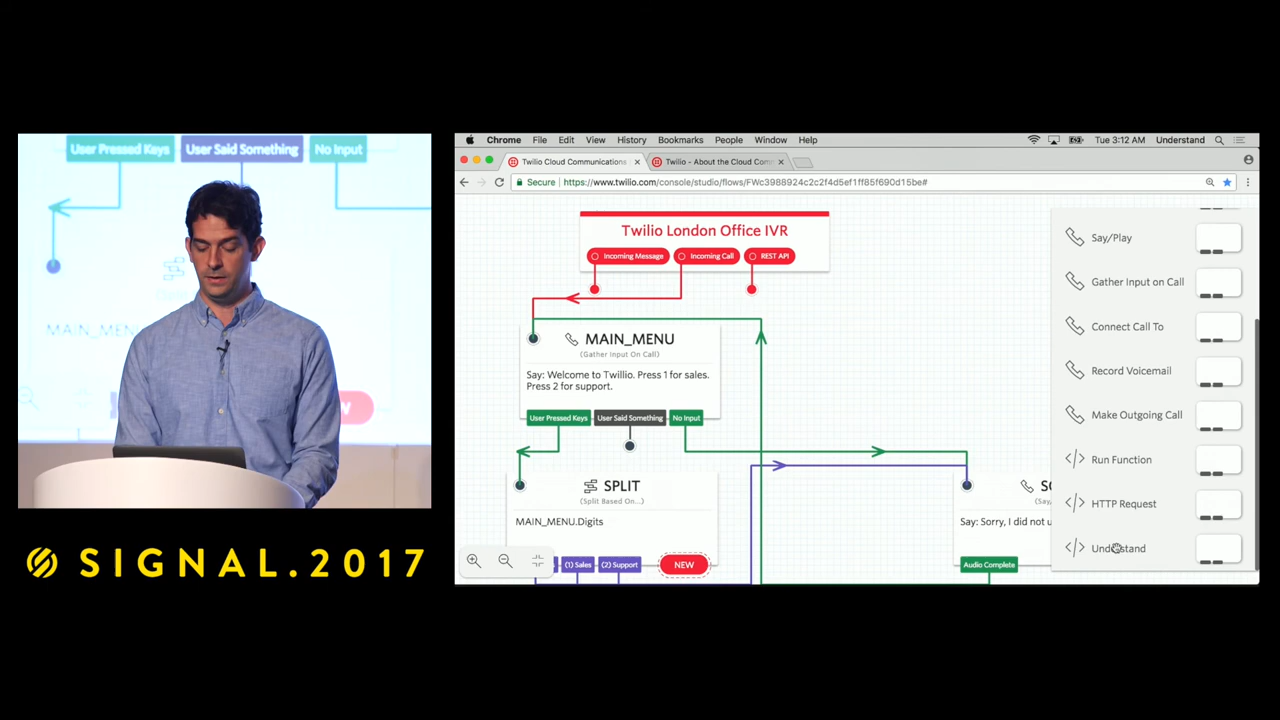 User Pressed Keys
User Said Something
No Input
MAIN_MENU
SIGNAL.2017
Chrome File Edit View History Bookmarks People Window Help
Tue 3:12 AM Understand
Twilio Cloud Communications
Twilio - About the Cloud Com
Secure https://www.twilio.com/console/studio/flows/FWc3988924c2c2f4d5ef1ff85f690d15be#
Twilio London Office IVR
Incoming Message
Incoming Call
REST API
MAIN_MENU
(Gather Input On Call)
Say: Welcome to Twillio. Press 1 for sales.
Press 2 for support.
User Pressed Keys
User Said Something
No Input
SPLIT
(Split Based On...)
MAIN_MENU.Digits
(1) Sales
(2) Support
NEW
(Say/
Say: Sorry, I did not u
Audio Complete
Say/Play
Gather Input on Call
Connect Call To
Record Voicemail
Make Outgoing Call
Run Function
HTTP Request
Understand